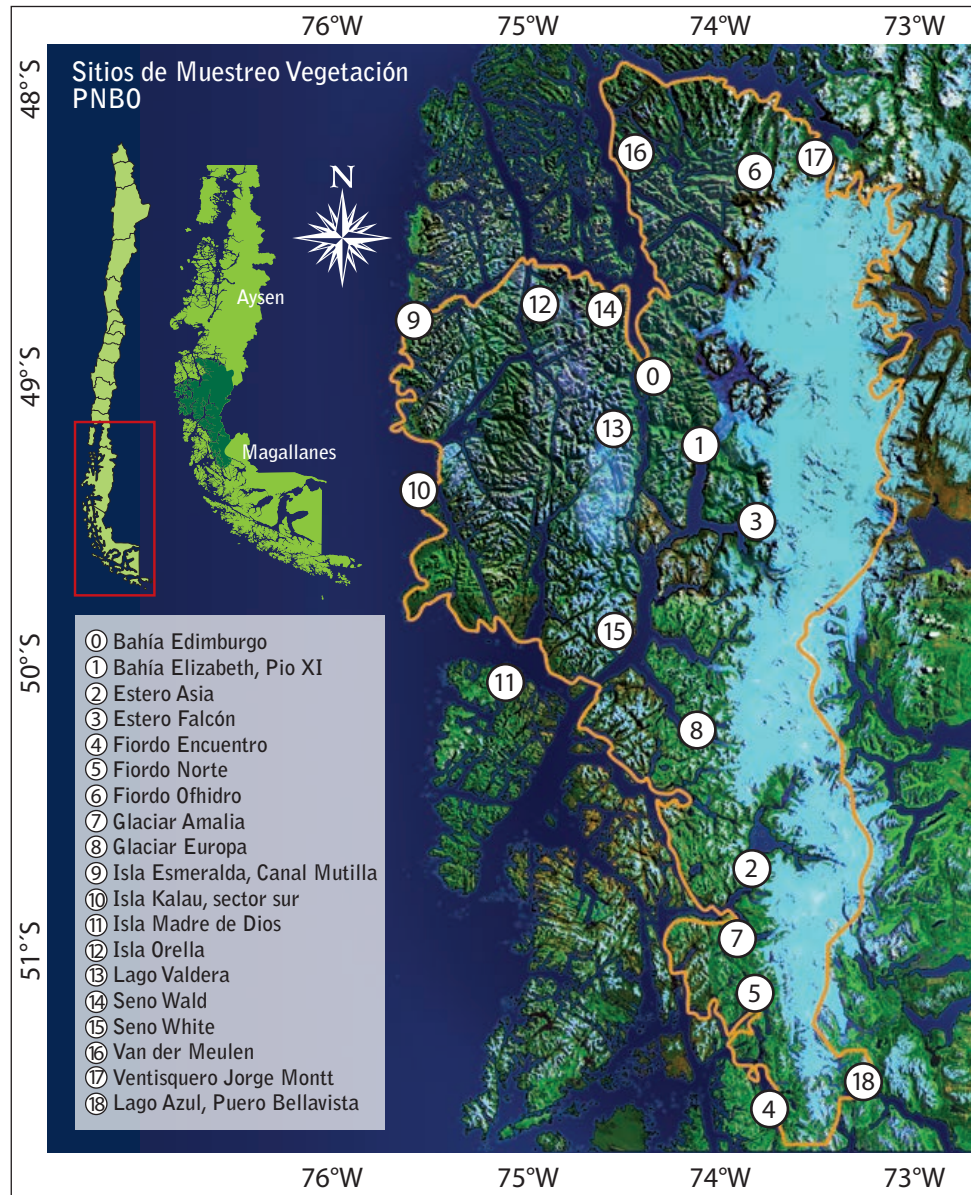 76°W 75°W 74°W 73°W
Sitios de Muestreo Vegetación
PNBO
48°'S
N
Aysen
49°'S
Magallanes
50°'S
51°'S
16
6
17
9
12
14
0
13
1
10
3
15
11
8
2
7
5
18
4
0 Bahía Edimburgo
1 Bahía Elizabeth, Pio XI
2 Estero Asia
3 Estero Falcón
4 Fiordo Encuentro
5 Fiordo Norte
6 Fiordo Ofhidro
7 Glaciar Amalia
8 Glaciar Europa
9 Isla Esmeralda, Canal Mutilla
10 Isla Kalau, sector sur
11 Isla Madre de Dios
12 Isla Orella
13 Lago Valdera
14 Seno Wald
15 Seno White
16 Van der Meulen
17 Ventisquero Jorge Montt
18 Lago Azul, Puero Bellavista
76°W 75°W 74°W 73°W